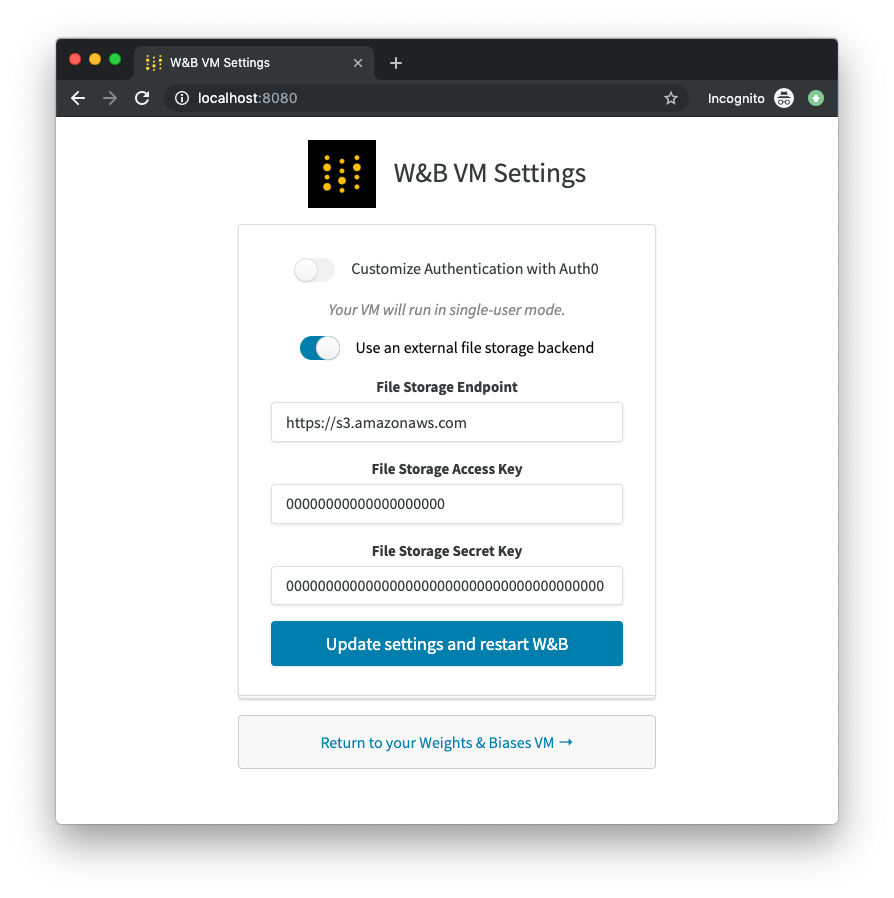 W&B VM Settings
localhost:8080
Incognito
W&B VM Settings
Customize Authentication with Auth0
Your VM will run in single-user mode.
Use an external file storage backend
File Storage Endpoint
https://s3.amazonaws.com
File Storage Access Key
00000000000000000000
File Storage Secret Key
0000000000000000000000000000000000000000
Update settings and restart W&B
Return to your Weights & Biases VM →